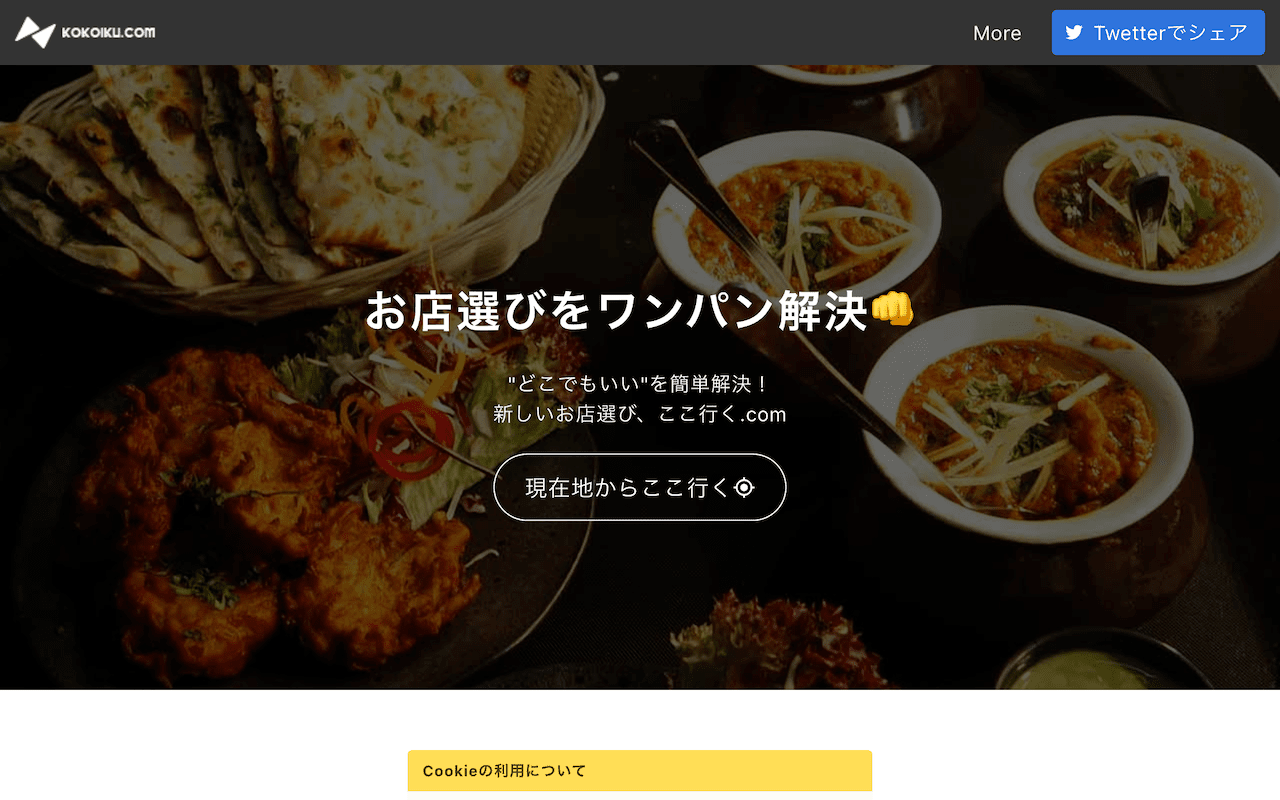 KOKOIKU.COM
More
Twetterでシェア
お店選びをワンパン解決👊
"どこでもいい"を簡単解決！
新しいお店選び、ここ行く.com
現在地からここ行く
Cookieの利用について